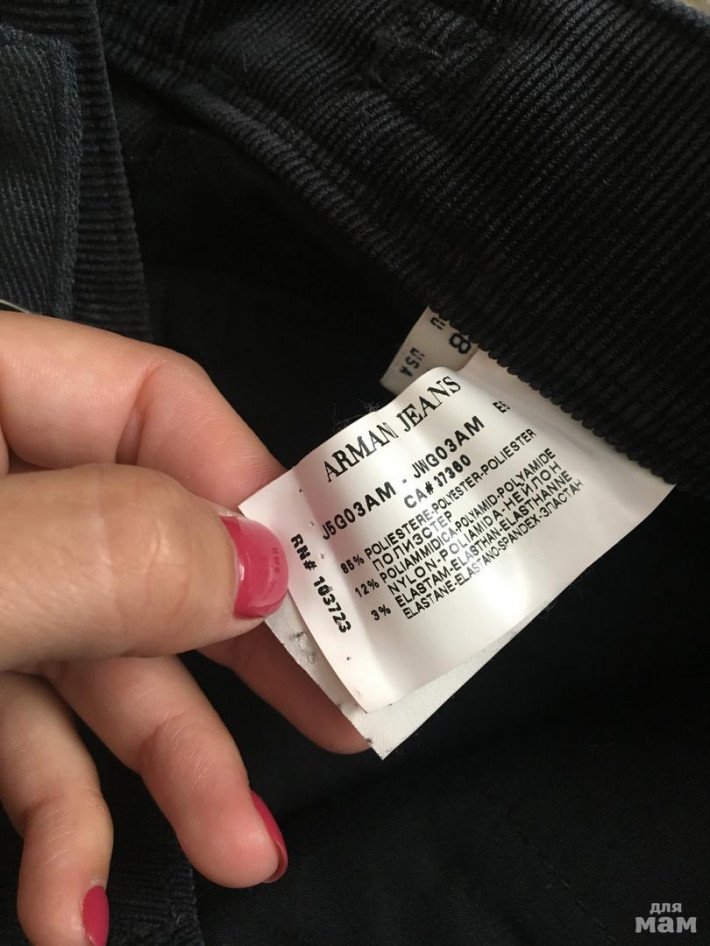 8
USA
ARMANI JEANS
J5G03AM - JWG03AM
CA# 37360
RN# 103723
85% POLIESTERE-POLYESTER-POLIESTER
ПОЛИЭСТЕР
12% POLIAMMIDICA-POLYAMID-POLYAMIDE
NYLON-POLIAMIDA-НЕЙЛОН
3% ELASTAM-ELASTHAN-ELASTHANNE
ELASTANE-ELASTANO-SPANDEX-ЭЛАСТАН
для
мам